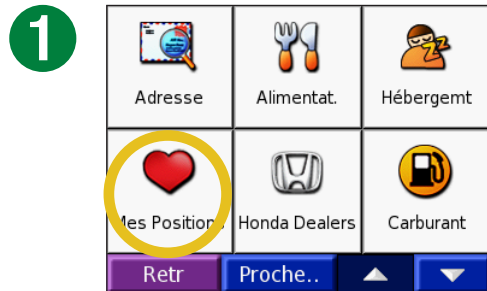 1
Adresse Alimentat. Hébergemt
Mes Positions Honda Dealers Carburant
Retr Proche..